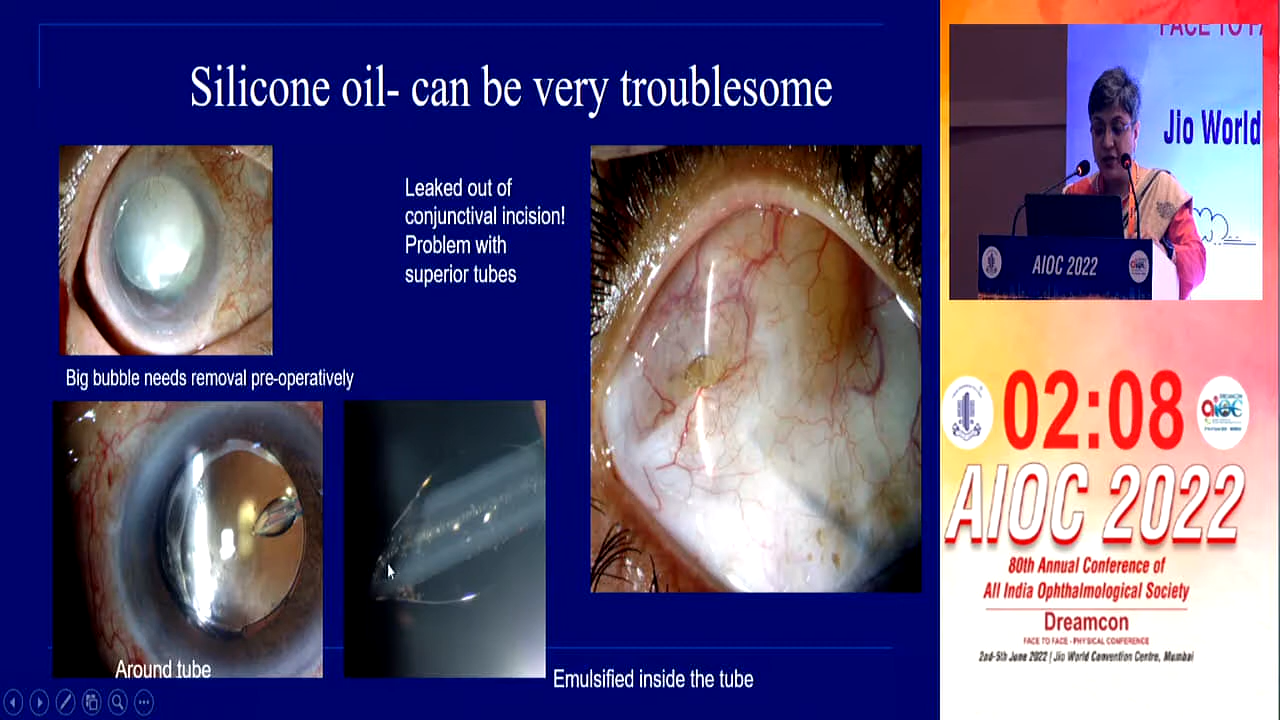 Silicone oil- can be very troublesome
Leaked out of
conjunctival incision!
Problem with
superior tubes
Big bubble needs removal pre-operatively
Around tube
Emulsified inside the tube
FACE TO
Jio World
AIOC 2022
02:08
AIOC 2022
80th Annual Conference of
All India Ophthalmological Society
Dreamcon
FACE TO FACE - PHYSICAL CONFERENCE
2nd-5th June 2022 | Jio World Convention Centre, Mumbai